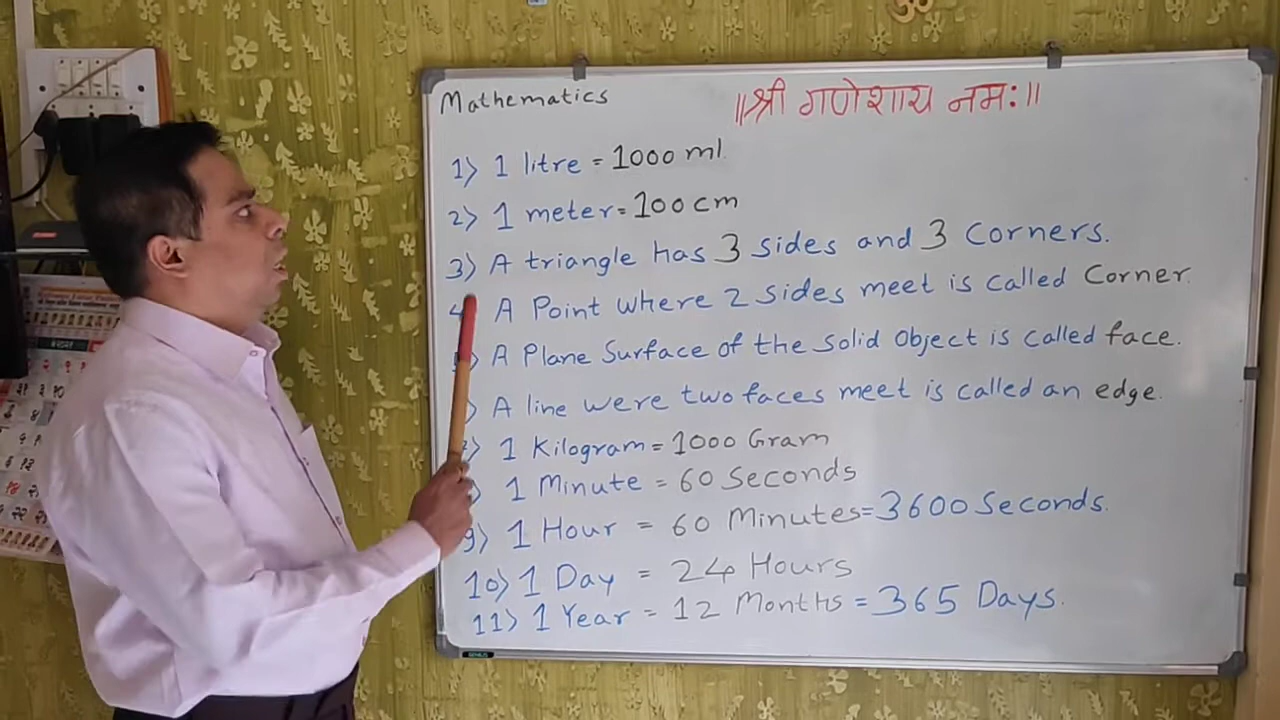 Mathematics
॥श्री गणेशाय नमः॥
1) 1 litre = 1000 ml
2) 1 meter = 100 cm
3) A triangle has 3 sides and 3 Corners.
4 A Point where 2 sides meet is called Corner.
5) A Plane Surface of the solid Object is called face.
) A line were two faces meet is called an edge.
7) 1 Kilogram = 1000 Gram
) 1 Minute = 60 Seconds
9) 1 Hour = 60 Minutes = 3600 Seconds.
10) 1 Day = 24 Hours
11) 1 Year = 12 Months = 365 Days.